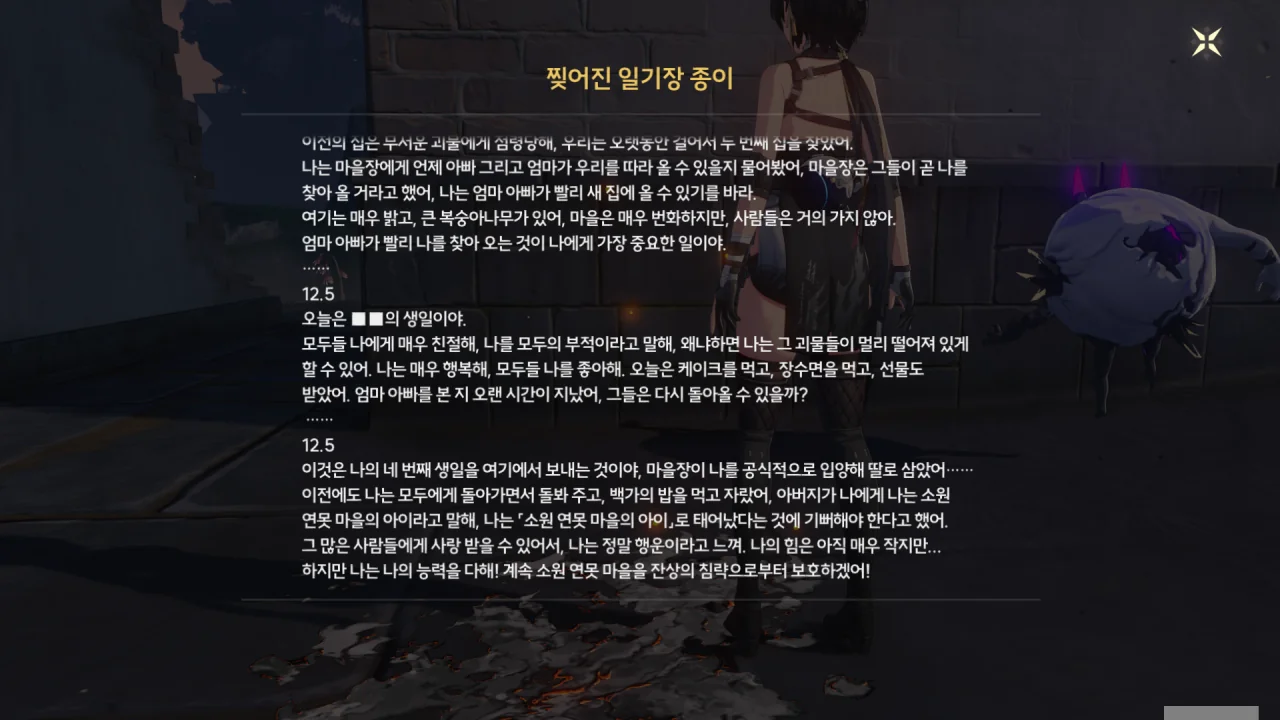 찢어진 일기장 종이
이전의 집은 무서운 괴물에게 점령당해, 우리는 오랫동안 걸어서 두 번째 집을 찾았어.
나는 마을장에게 언제 아빠 그리고 엄마가 우리를 따라 올 수 있을지 물어봤어, 마을장은 그들이 곧 나를
찾아 올 거라고 했어, 나는 엄마 아빠가 빨리 새 집에 올 수 있기를 바라.
여기는 매우 밝고, 큰 복숭아나무가 있어, 마을은 매우 번화하지만, 사람들은 거의 가지 않아.
엄마 아빠가 빨리 나를 찾아 오는 것이 나에게 가장 중요한 일이야.
……
12.5
오늘은 ■■의 생일이야.
모두들 나에게 매우 친절해, 나를 모두의 부적이라고 말해, 왜냐하면 나는 그 괴물들이 멀리 떨어져 있게
할 수 있어. 나는 매우 행복해, 모두들 나를 좋아해. 오늘은 케이크를 먹고, 장수면을 먹고, 선물도
받았어. 엄마 아빠를 본 지 오랜 시간이 지났어, 그들은 다시 돌아올 수 있을까?
……
12.5
이것은 나의 네 번째 생일을 여기에서 보내는 것이야, 마을장이 나를 공식적으로 입양해 딸로 삼았어……
이전에도 나는 모두에게 돌아가면서 돌봐 주고, 백가의 밥을 먹고 자랐어, 아버지가 나에게 나는 소원
연못 마을의 아이라고 말해, 나는 「소원 연못 마을의 아이」로 태어났다는 것에 기뻐해야 한다고 했어.
그 많은 사람들에게 사랑 받을 수 있어서, 나는 정말 행운이라고 느껴. 나의 힘은 아직 매우 작지만...
하지만 나는 나의 능력을 다해! 계속 소원 연못 마을을 잔상의 침략으로부터 보호하겠어!